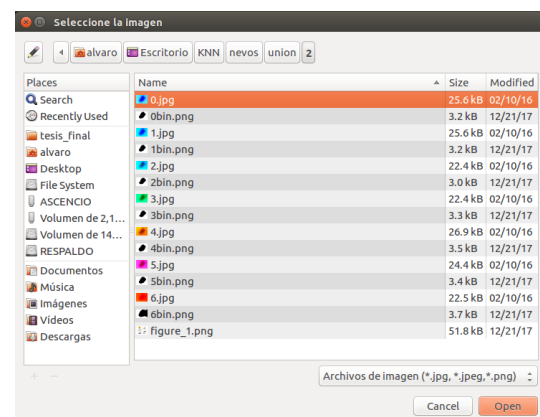 Seleccione la imagen
alvaro Escritorio KNN nevos union 2
Places Name Size Modified
Search 0.jpg 25.6 kB 02/10/16
Recently Used 0bin.png 3.2 kB 12/21/17
tesis_final 1.jpg 25.6 kB 02/10/16
alvaro 1bin.png 3.2 kB 12/21/17
Desktop 2.jpg 22.4 kB 02/10/16
File System 2bin.png 3.0 kB 12/21/17
ASCENCIO 3.jpg 22.4 kB 02/10/16
Volumen de 2,1... 3bin.png 3.3 kB 12/21/17
Volumen de 14... 4.jpg 26.9 kB 02/10/16
RESPALDO 4bin.png 3.5 kB 12/21/17
Documentos 5.jpg 24.4 kB 02/10/16
Música 5bin.png 3.4 kB 12/21/17
Imágenes 6.jpg 22.5 kB 02/10/16
Vídeos 6bin.png 3.7 kB 12/21/17
Descargas figure_1.png 51.8 kB 12/21/17
Archivos de imagen (*.jpg, *.jpeg,*.png)
Cancel Open